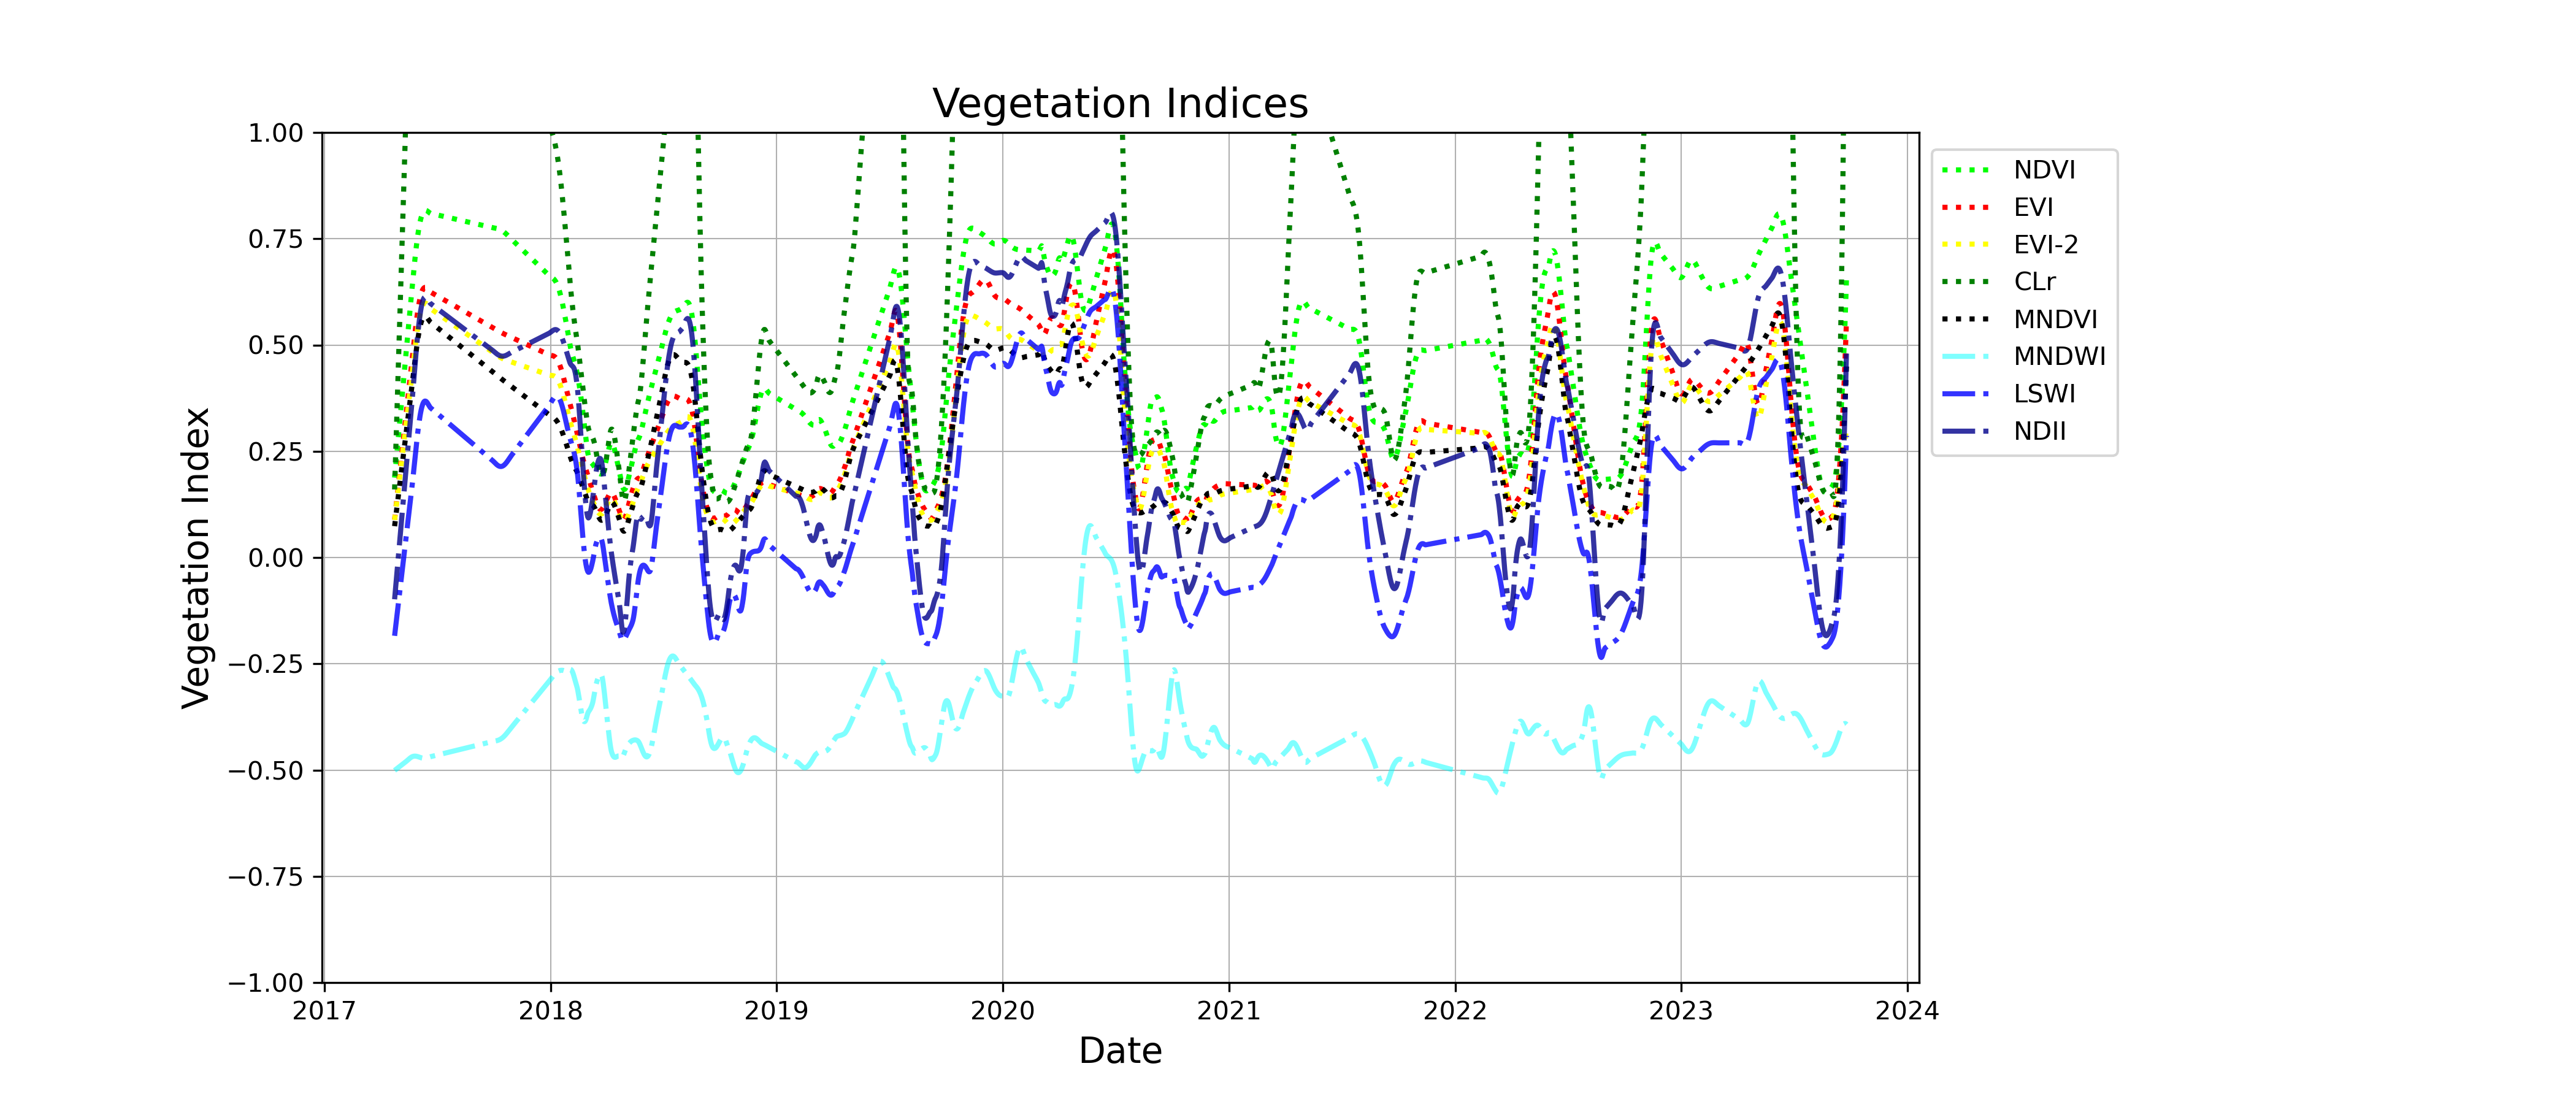 Vegetation Indices
1.00
0.75
0.50
0.25
0.00
−0.25
−0.50
−0.75
−1.00
Vegetation Index
2017 2018 2019 2020 2021 2022 2023 2024
Date
NDVI
EVI
EVI-2
CLr
MNDVI
MNDWI
LSWI
NDII